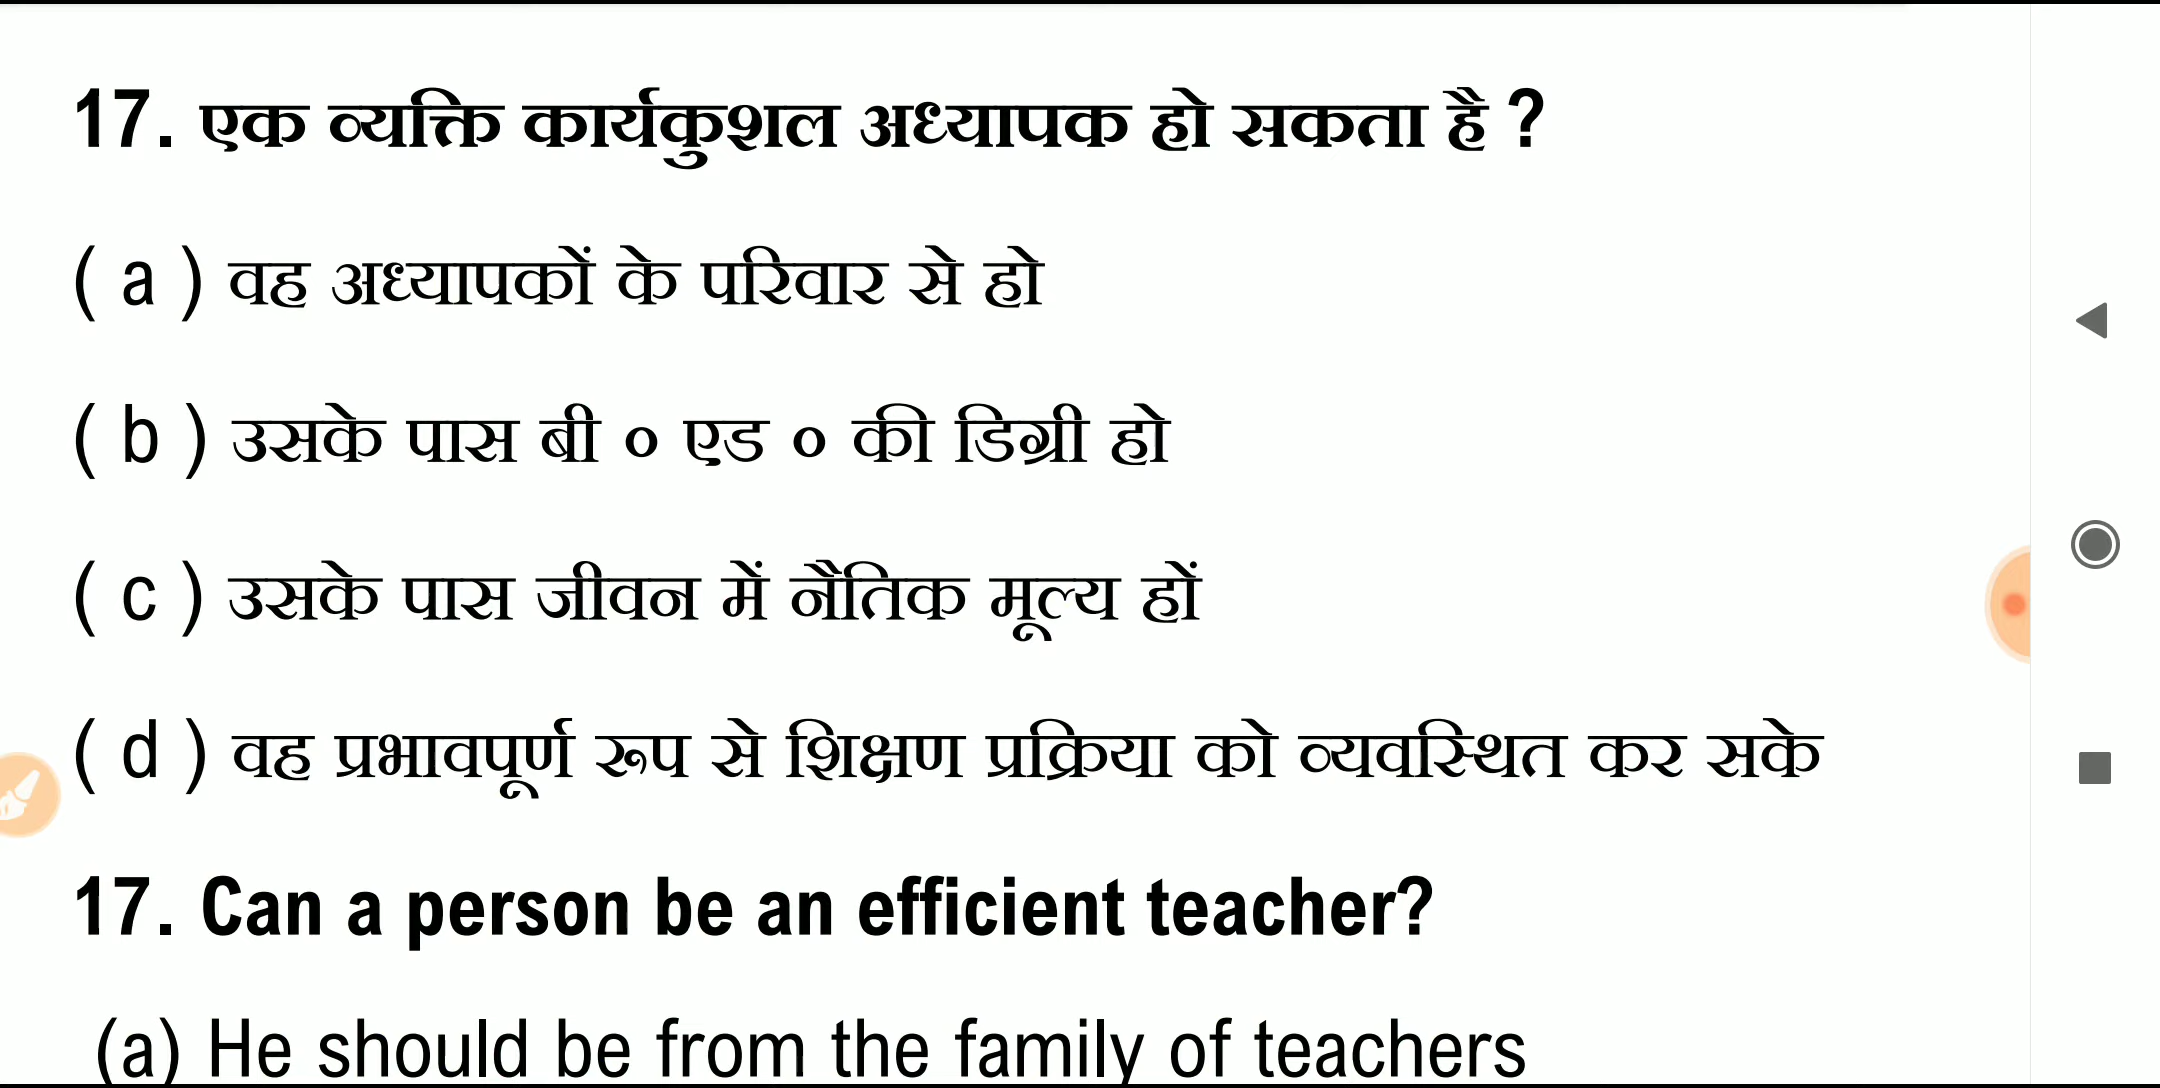 17. एक व्यक्ति कार्यकुशल अध्यापक हो सकता है ?
( a ) वह अध्यापकों के परिवार से हो
( b ) उसके पास बी ० एड ० की डिग्री हो
( c ) उसके पास जीवन में नैतिक मूल्य हों
( d ) वह प्रभावपूर्ण रूप से शिक्षण प्रक्रिया को व्यवस्थित कर सके
17. Can a person be an efficient teacher?
(a) He should be from the family of teachers